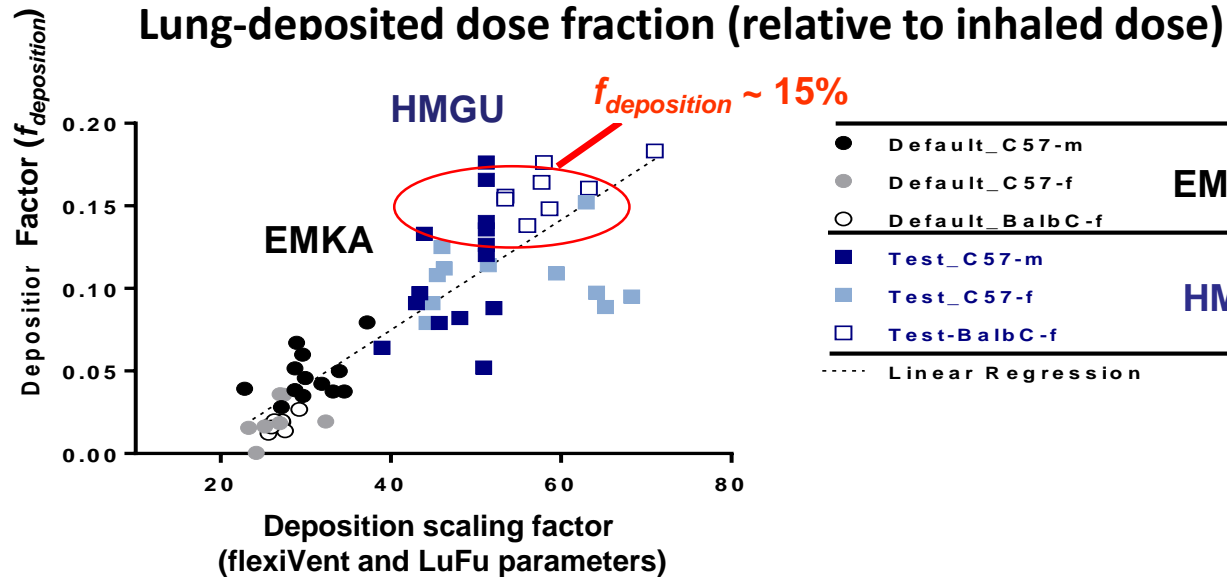 Lung-deposited dose fraction (relative to inhaled dose)
HMGU
f_deposition ~ 15%
EMKA
Depositior Factor (f_deposition)
0.20
0.15
0.10
0.05
0.00
20 40 60 80
Deposition scaling factor
(flexiVent and LuFu parameters)
Default_C57-m
Default_C57-f
Default_BalbC-f
EM
Test_C57-m
Test_C57-f
Test-BalbC-f
HM
Linear Regression